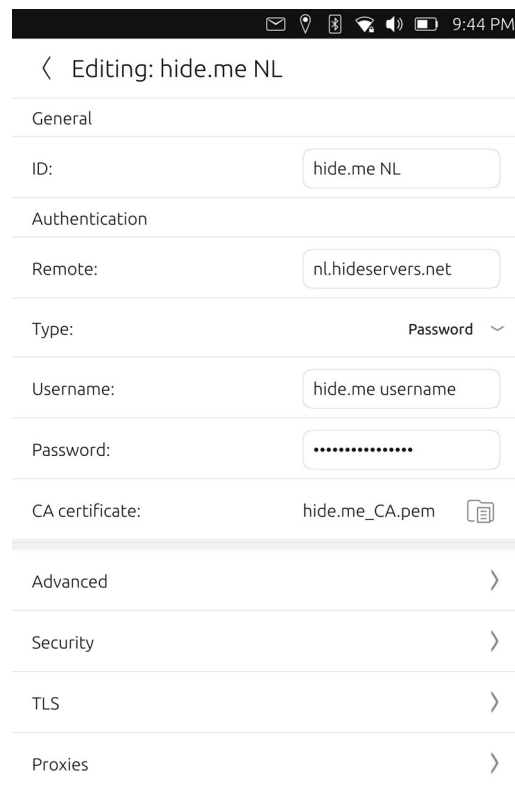 9:44 PM
Editing: hide.me NL
General
ID: hide.me NL
Authentication
Remote: nl.hideservers.net
Type: Password
Username: hide.me username
Password: ••••••••••••••••
CA certificate: hide.me_CA.pem
Advanced
Security
TLS
Proxies